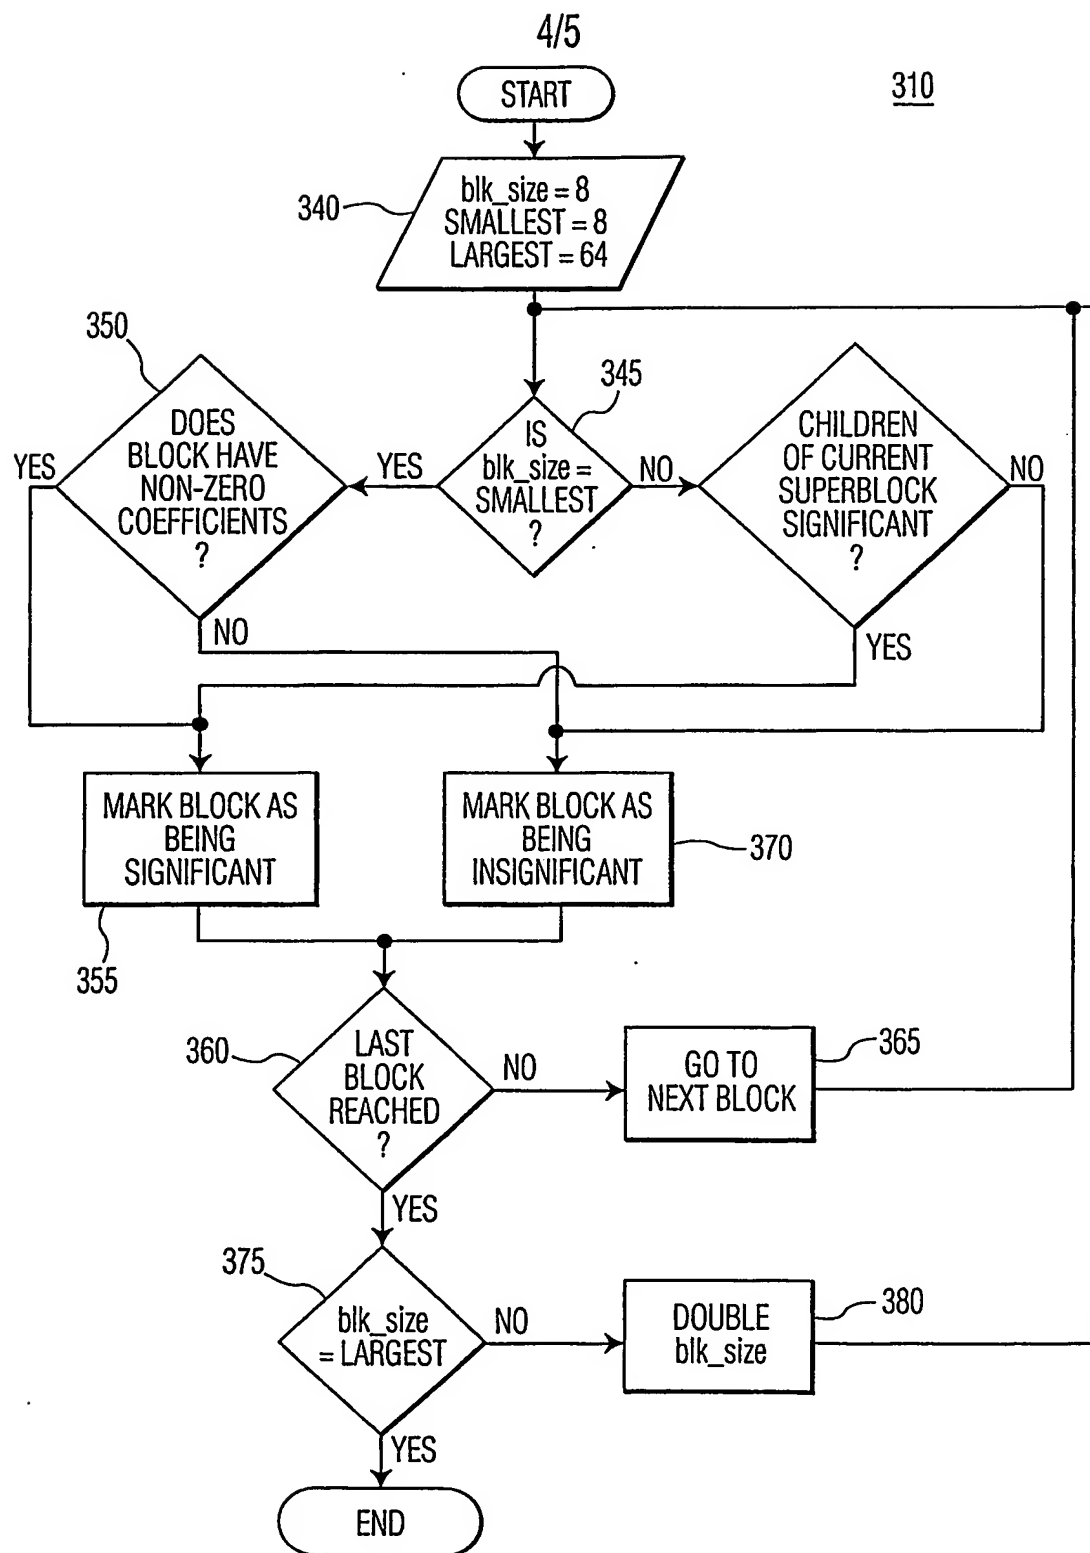 4/5
310
START
340
blk_size = 8
SMALLEST = 8
LARGEST = 64
350
345
DOES
BLOCK HAVE
NON-ZERO
COEFFICIENTS
?
YES
NO
IS
blk_size =
SMALLEST
?
YES
NO
CHILDREN
OF CURRENT
SUPERBLOCK
SIGNIFICANT
?
NO
YES
MARK BLOCK AS
BEING
SIGNIFICANT
355
MARK BLOCK AS
BEING
INSIGNIFICANT
370
360
LAST
BLOCK
REACHED
?
NO
GO TO
NEXT BLOCK
365
YES
375
blk_size
= LARGEST
NO
DOUBLE
blk_size
380
YES
END